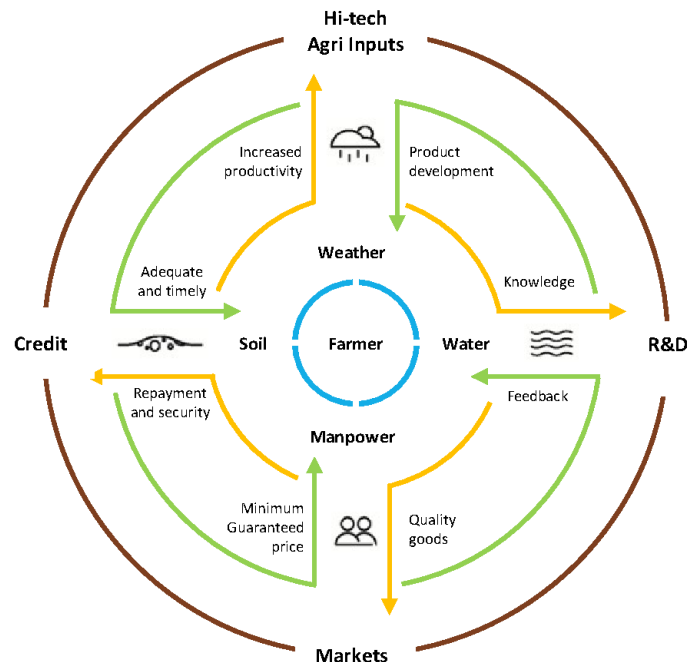 Hi-tech
Agri Inputs
Increased
productivity
Product
development
Weather
Adequate
and timely
Knowledge
Credit
Soil
Farmer
Water
R&D
Repayment
and security
Feedback
Manpower
Minimum
Guaranteed
price
Quality
goods
Markets